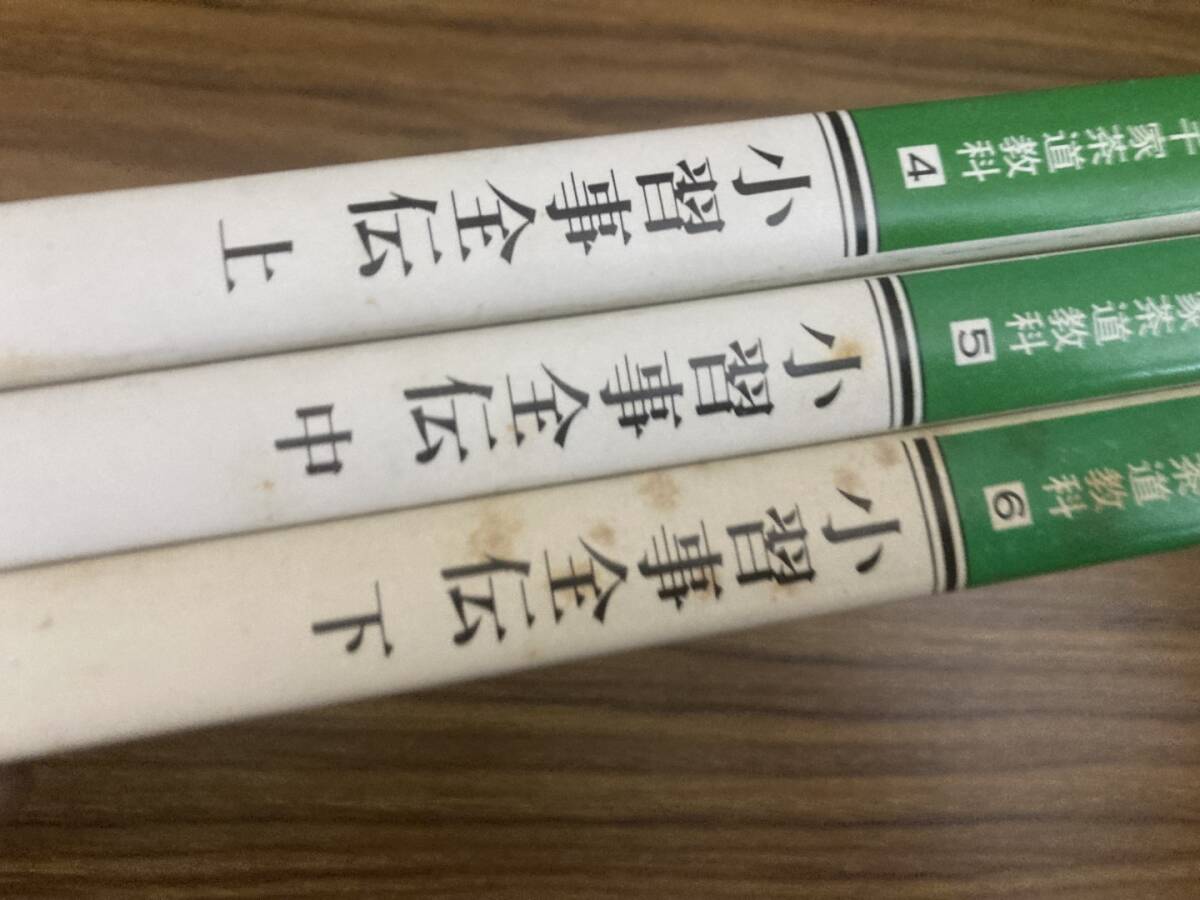 千家茶道教科
4
小習事全伝 上
家茶道教科
5
小習事全伝 中
茶道教科
6
小習事全伝 下